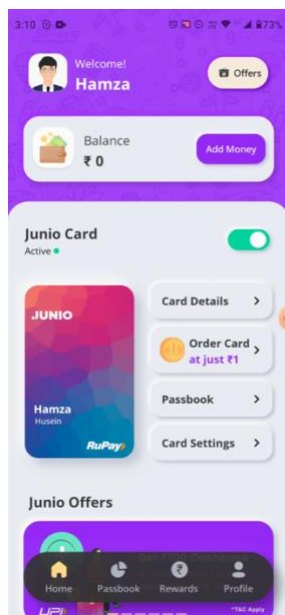 3:10
73%
Welcome!
Hamza
Offers
Balance
₹ 0
Add Money
Junio Card
Active
JUNIO
Hamza
Husein
RuPay
Card Details
Order Card
at just ₹1
Passbook
Card Settings
Junio Offers
*T&C Apply
UPI
Home
Passbook
Rewards
Profile